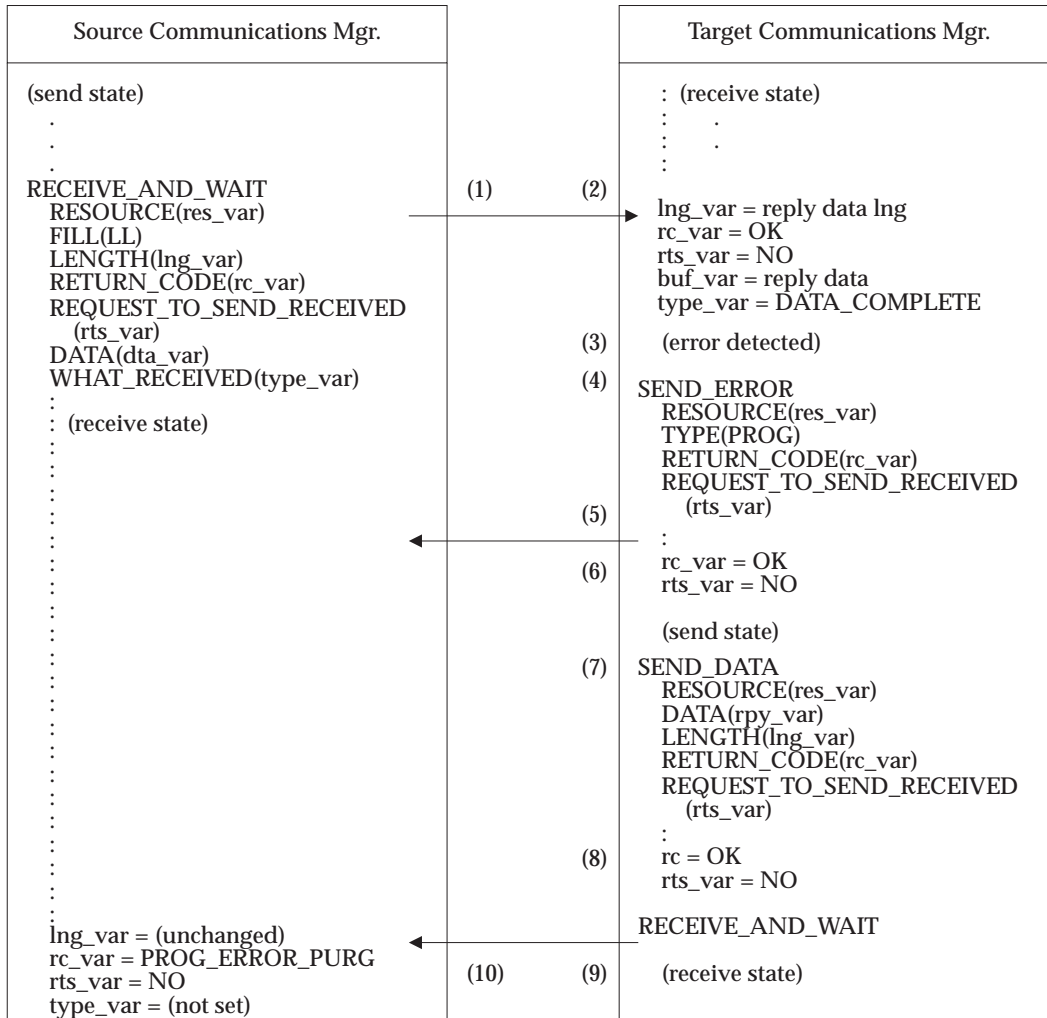 Source Communications Mgr.
(send state)
.
.
.
RECEIVE_AND_WAIT
RESOURCE(res_var)
FILL(LL)
LENGTH(lng_var)
RETURN_CODE(rc_var)
REQUEST_TO_SEND_RECEIVED
(rts_var)
DATA(dta_var)
WHAT_RECEIVED(type_var)
:
: (receive state)
:
lng_var = (unchanged)
rc_var = PROG_ERROR_PURG
rts_var = NO
type_var = (not set)
(1)
(10)
Target Communications Mgr.
: (receive state)
: .
: .
:
(2)
lng_var = reply data lng
rc_var = OK
rts_var = NO
buf_var = reply data
type_var = DATA_COMPLETE
(3) (error detected)
(4) SEND_ERROR
RESOURCE(res_var)
TYPE(PROG)
RETURN_CODE(rc_var)
REQUEST_TO_SEND_RECEIVED
(rts_var)
(5)
:
rc_var = OK
(6) rts_var = NO
(send state)
(7) SEND_DATA
RESOURCE(res_var)
DATA(rpy_var)
LENGTH(lng_var)
RETURN_CODE(rc_var)
REQUEST_TO_SEND_RECEIVED
(rts_var)
:
(8) rc = OK
rts_var = NO
RECEIVE_AND_WAIT
(9) (receive state)